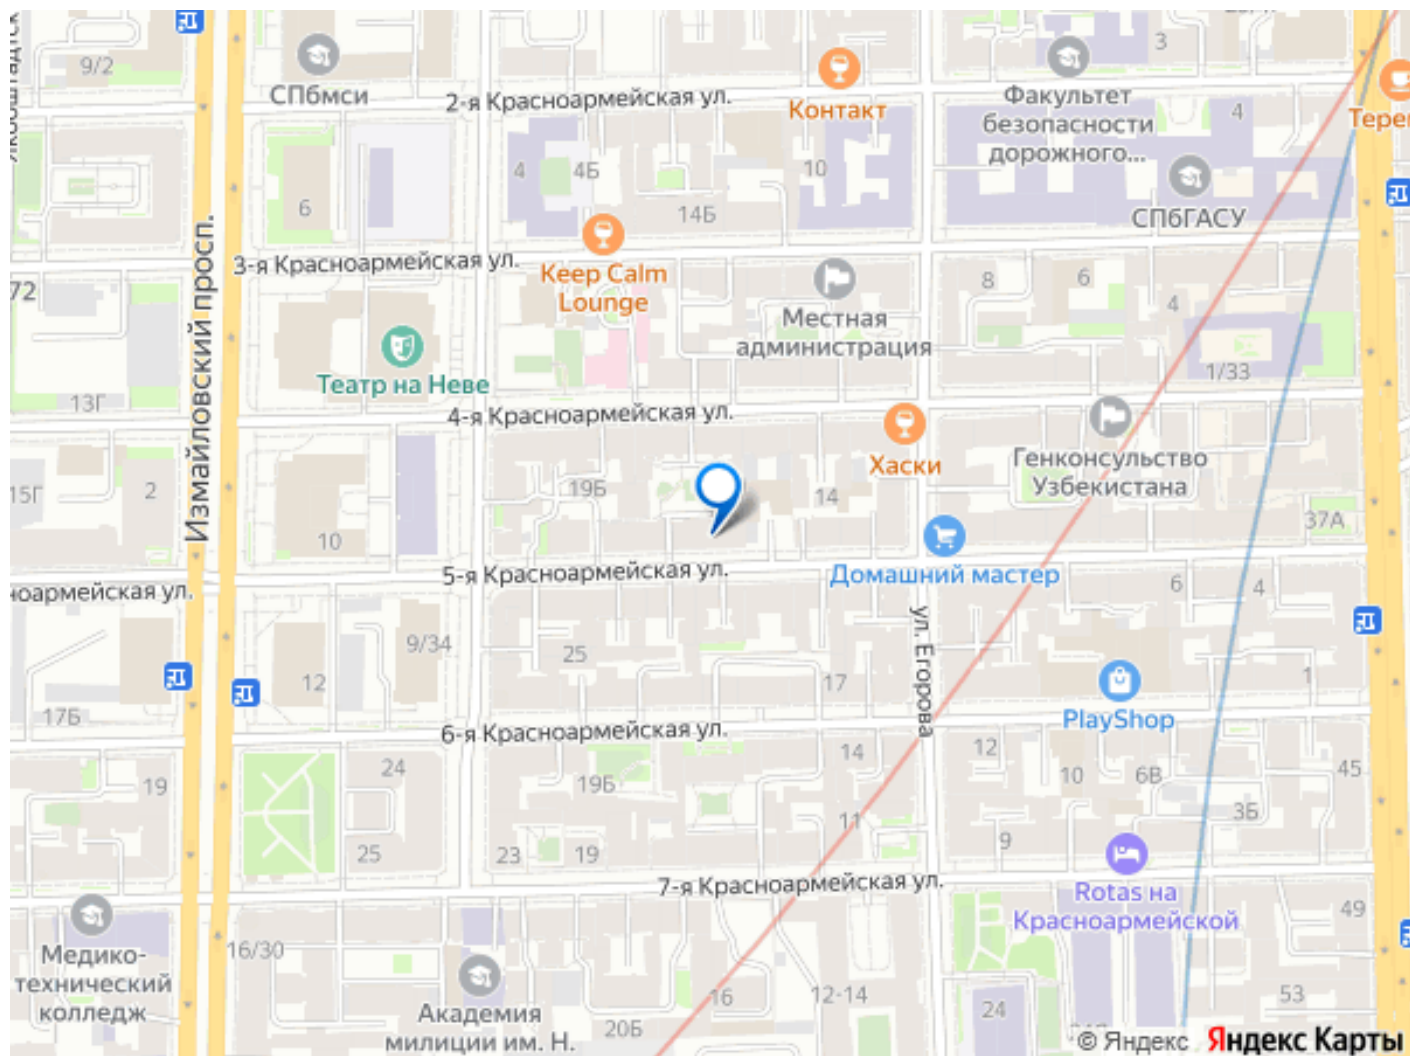 9/2
СПбмси
2-я Красноармейская ул.
Контакт
3
Факультет
безопасности
дорожного...
4
Тере
4
4Б
10
6
14Б
СПбГАСУ
Измайловский просп.
3-я Красноармейская ул.
Keep Calm
Lounge
72
8
6
4
Местная
администрация
Театр на Неве
1/33
13Г
4-я Красноармейская ул.
Хаски
Генконсульство
Узбекистана
15Г
2
19Б
14
37А
10
5-я Красноармейская ул.
Домашний мастер
6
4
ноармейская ул.
ул. Егорова
9/34
25
12
17
1
17Б
PlayShop
6-я Красноармейская ул.
14
12
24
19Б
10
6В
45
19
3Б
11
9
25
23
19
7-я Красноармейская ул.
Rotas на
Красноармейской
49
16/30
Медико-
технический
колледж
Академия
милиции им. Н.
16
12-14
20Б
24
53
© Яндекс Яндекс Карты